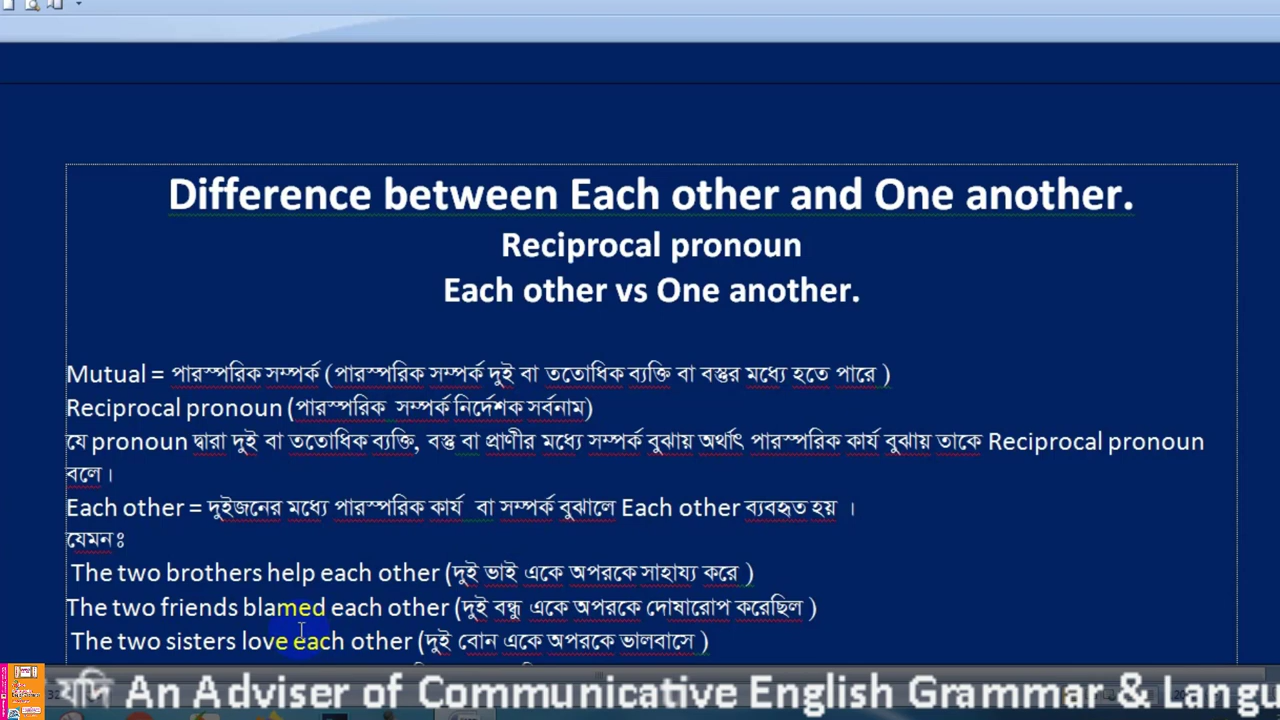 Difference between Each other and One another.
Reciprocal pronoun
Each other vs One another.
Mutual = পারস্পরিক সম্পর্ক (পারস্পরিক সম্পর্ক দুই বা ততোধিক ব্যক্তি বা বস্তুর মধ্যে হতে পারে )
Reciprocal pronoun (পারস্পরিক সম্পর্ক নির্দেশক সর্বনাম)
যে pronoun দ্বারা দুই বা ততোধিক ব্যক্তি, বস্তু বা প্রাণীর মধ্যে সম্পর্ক বুঝায় অর্থাৎ পারস্পরিক কার্য বুঝায় তাকে Reciprocal pronoun
বলে।
Each other = দুইজনের মধ্যে পারস্পরিক কার্য বা সম্পর্ক বুঝালে Each other ব্যবহৃত হয় ।
যেমনঃ
The two brothers help each other (দুই ভাই একে অপরকে সাহায্য করে )
The two friends blamed each other (দুই বন্ধু একে অপরকে দোষারোপ করেছিল )
The two sisters love each other (দুই বোন একে অপরকে ভালবাসে )
যদি An Adviser of Communicative English Grammar & Langu